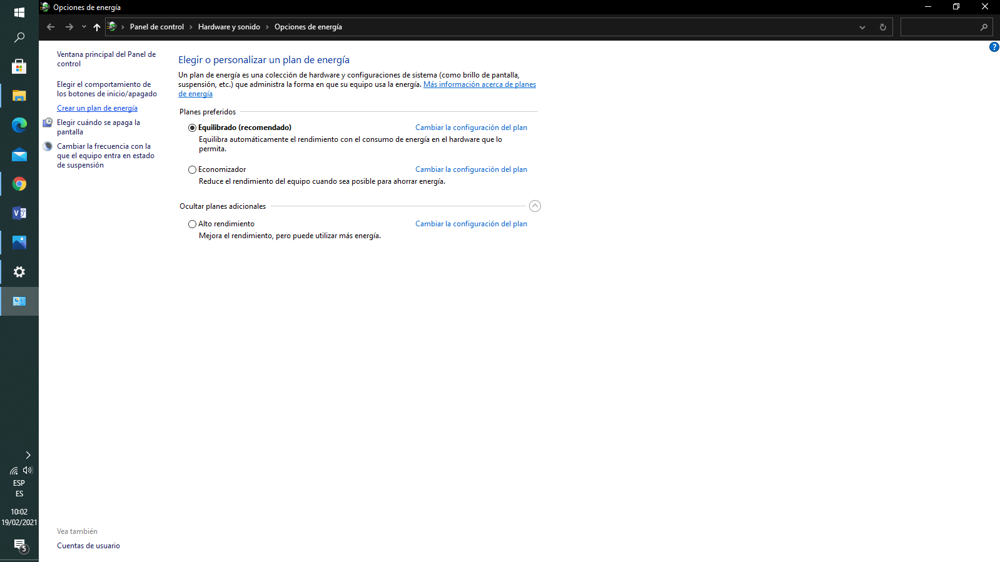 Opciones de energía
Panel de control › Hardware y sonido › Opciones de energía
Ventana principal del Panel de
control
Elegir el comportamiento de
los botones de inicio/apagado
Crear un plan de energía
Elegir cuándo se apaga la
pantalla
Cambiar la frecuencia con la
que el equipo entra en estado
de suspensión
Elegir o personalizar un plan de energía
Un plan de energía es una colección de hardware y configuraciones de sistema (como brillo de pantalla,
suspensión, etc.) que administra la forma en que su equipo usa la energía. Más información acerca de planes
de energía
Planes preferidos
Equilibrado (recomendado) Cambiar la configuración del plan
Equilibra automáticamente el rendimiento con el consumo de energía en el hardware que lo
permita.
Economizador Cambiar la configuración del plan
Reduce el rendimiento del equipo cuando sea posible para ahorrar energía.
Ocultar planes adicionales
Alto rendimiento Cambiar la configuración del plan
Mejora el rendimiento, pero puede utilizar más energía.
Vea también
Cuentas de usuario
ESP
ES
10:02
19/02/2021
5